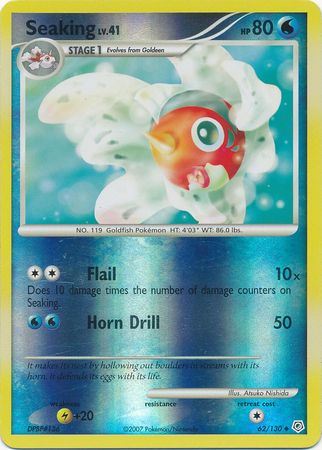 Seaking LV.41 HP 80
STAGE 1 Evolves from Goldeen
NO. 119 Goldfish Pokémon HT: 4'03" WT: 86.0 lbs.
Flail 10x
Does 10 damage times the number of damage counters on
Seaking.
Horn Drill 50
It makes its nest by hollowing out boulders in streams with its
horn. It defends its eggs with its life.
Illus. Atsuko Nishida
weakness resistance retreat cost
+20
DPBP#136 ©2007 Pokémon/Nintendo 62/130